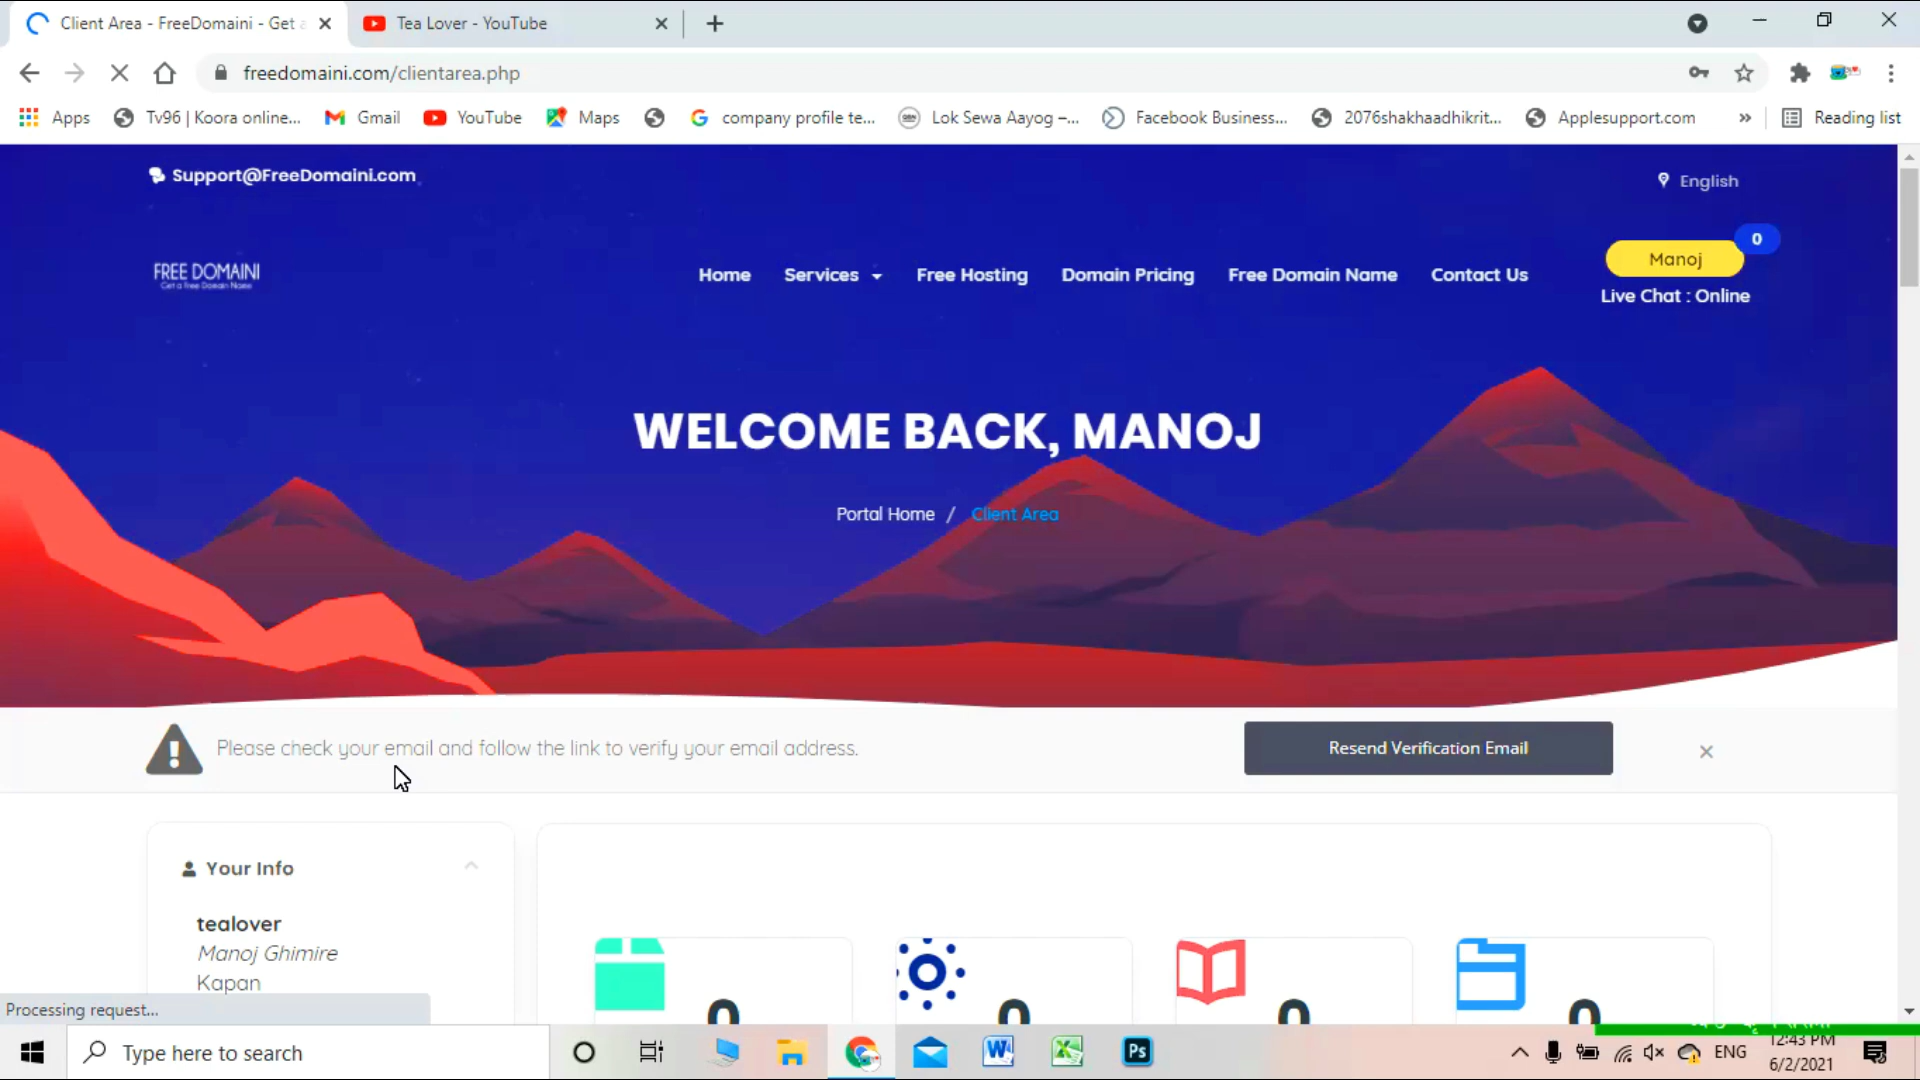 Client Area - FreeDomaini - Get a
Tea Lover - YouTube
freedomaini.com/clientarea.php
Apps
Tv96 | Koora online...
Gmail
YouTube
Maps
company profile te...
Lok Sewa Aayog –...
Facebook Business...
2076shakhaadhikrit...
Applesupport.com
»
Reading list
Support@FreeDomaini.com
English
FREE DOMAINI
Get a Free Domain Name
Home
Services
Free Hosting
Domain Pricing
Free Domain Name
Contact Us
0
Manoj
Live Chat : Online
WELCOME BACK, MANOJ
Portal Home / Client Area
Please check your email and follow the link to verify your email address.
Resend Verification Email
Your Info
tealover
Manoj Ghimire
Kapan
0
0
0
0
Processing request...
Type here to search
W
X
Ps
ENG
12:43 PM
6/2/2021